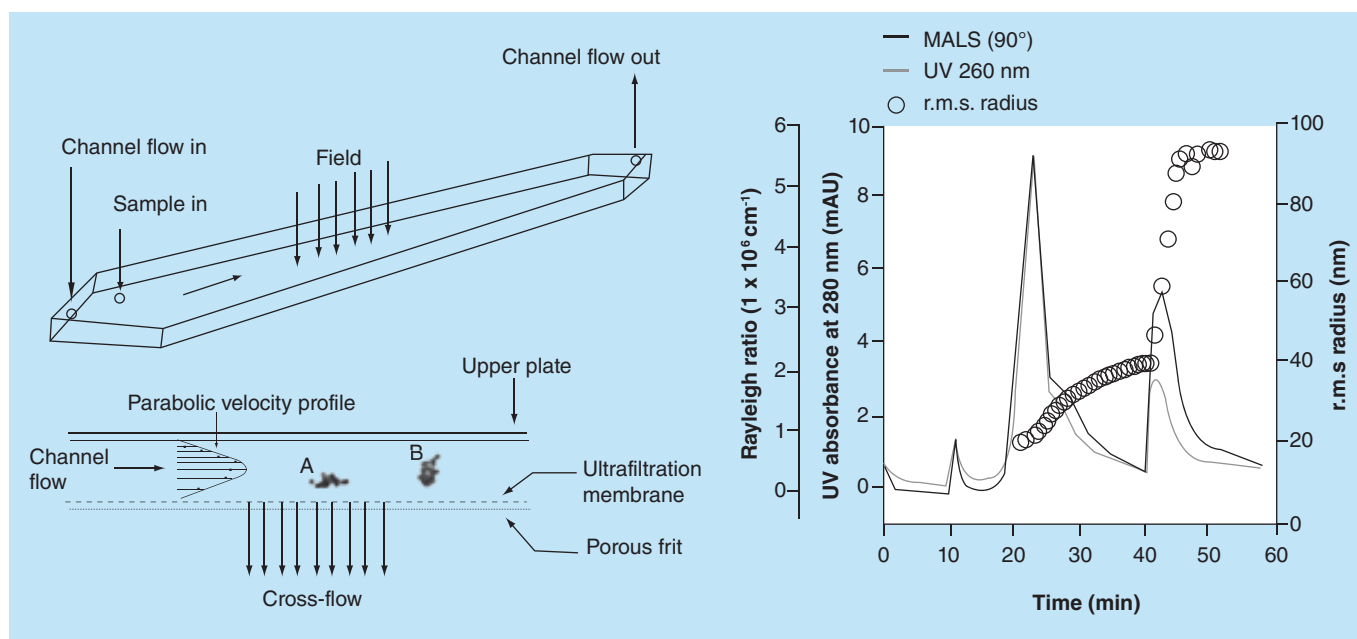 Channel flow out
Channel flow in
Field
Sample in
Upper plate
Parabolic velocity profile
Channel
flow
A
B
Ultrafiltration
membrane
Porous frit
Cross-flow
MALS (90°)
UV 260 nm
r.m.s. radius
6
5
4
3
2
1
0
Rayleigh ratio (1 x 10⁶ cm⁻¹)
10
8
6
4
2
0
UV absorbance at 280 nm (mAU)
100
80
60
40
20
0
r.m.s radius (nm)
0
10
20
30
40
50
60
Time (min)